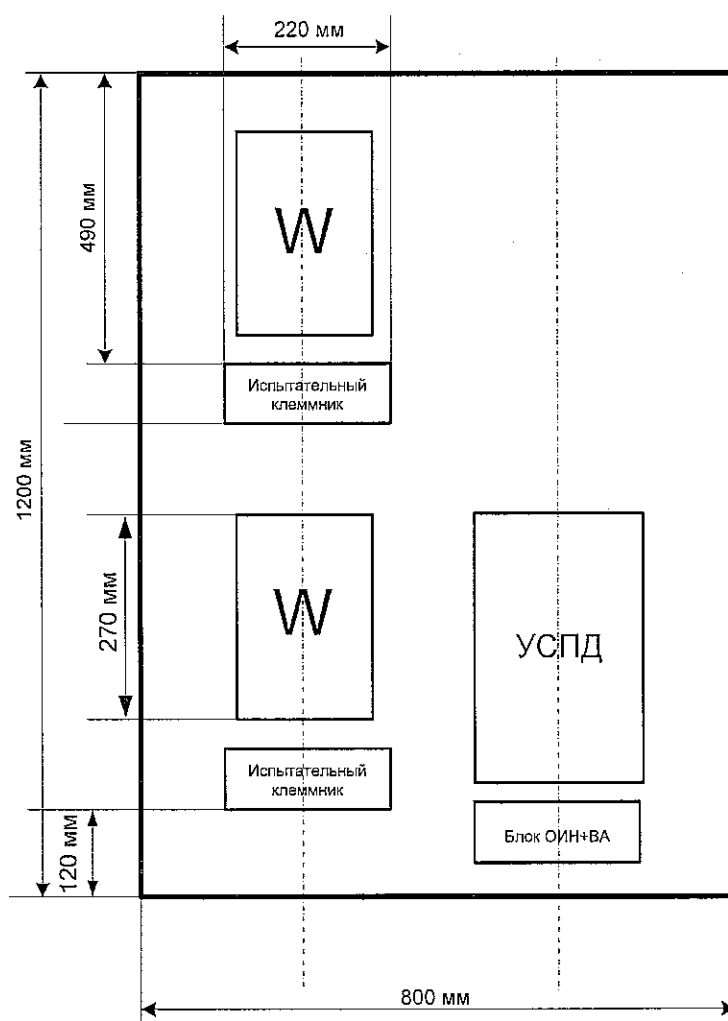 220 мм
490 мм
W
Испытательный
клеммник
1200 мм
270 мм
W
УСПД
Испытательный
клеммник
120 мм
Блок ОИН+ВА
800 мм